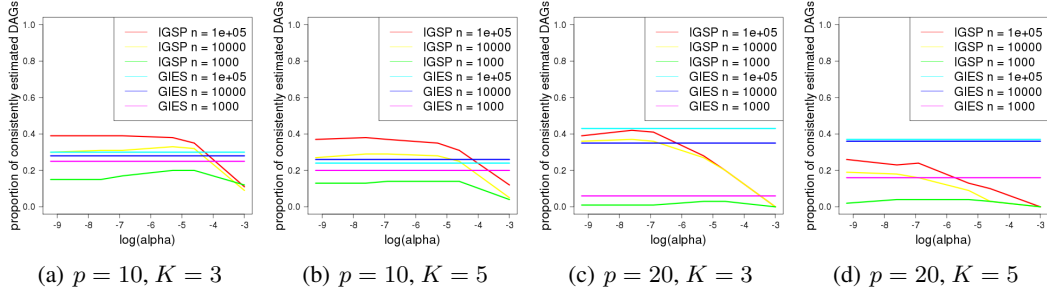 proportion of consistently estimated DAGs
1.0
0.8
0.6
0.4
0.2
0.0
IGSP n = 1e+05
IGSP n = 10000
IGSP n = 1000
GIES n = 1e+05
GIES n = 10000
GIES n = 1000
-9 -8 -7 -6 -5 -4 -3
log(alpha)
(a) p = 10, K = 3
proportion of consistently estimated DAGs
1.0
0.8
0.6
0.4
0.2
0.0
IGSP n = 1e+05
IGSP n = 10000
IGSP n = 1000
GIES n = 1e+05
GIES n = 10000
GIES n = 1000
-9 -8 -7 -6 -5 -4 -3
log(alpha)
(b) p = 10, K = 5
proportion of consistently estimated DAGs
1.0
0.8
0.6
0.4
0.2
0.0
IGSP n = 1e+05
IGSP n = 10000
IGSP n = 1000
GIES n = 1e+05
GIES n = 10000
GIES n = 1000
-9 -8 -7 -6 -5 -4 -3
log(alpha)
(c) p = 20, K = 3
proportion of consistently estimated DAGs
1.0
0.8
0.6
0.4
0.2
0.0
IGSP n = 1e+05
IGSP n = 10000
IGSP n = 1000
GIES n = 1e+05
GIES n = 10000
GIES n = 1000
-9 -8 -7 -6 -5 -4 -3
log(alpha)
(d) p = 20, K = 5